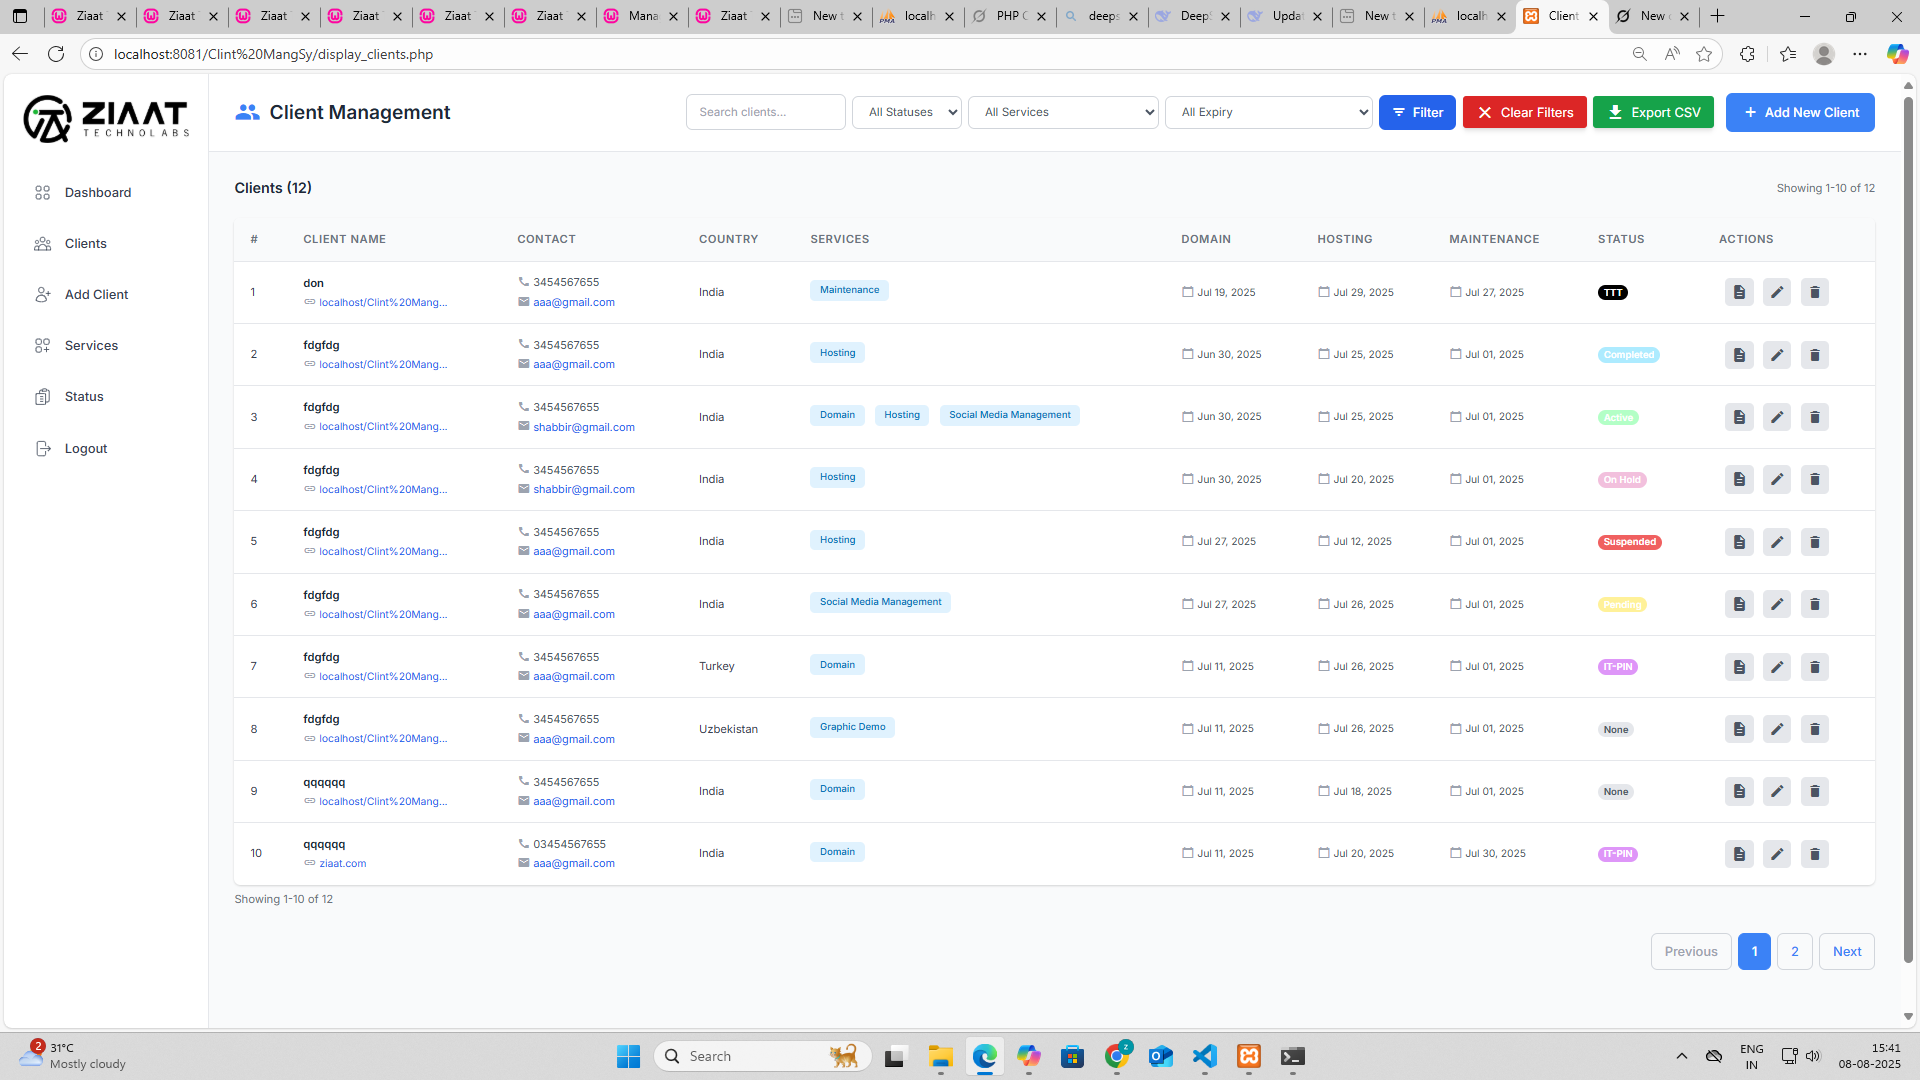 Ziaat
Ziaat
Ziaat
Ziaat
Ziaat
Ziaat
Mana
Ziaat
New t
localh
PHP C
deeps
Deep
Updat
New t
localh
Client
New
localhost:8081/Clint%20MangSy/display_clients.php
ZIAAT
TECHNOLABS
Dashboard
Clients
Add Client
Services
Status
Logout
Client Management
Search clients...
All Statuses
All Services
All Expiry
Filter
Clear Filters
Export CSV
Add New Client
Clients (12)
Showing 1-10 of 12
# CLIENT NAME CONTACT COUNTRY SERVICES DOMAIN HOSTING MAINTENANCE STATUS ACTIONS
1 don 3454567655 India Maintenance Jul 19, 2025 Jul 29, 2025 Jul 27, 2025 TTT
localhost/Clint%20Mang... aaa@gmail.com
2 fdgfdg 3454567655 India Hosting Jun 30, 2025 Jul 25, 2025 Jul 01, 2025 Completed
localhost/Clint%20Mang... aaa@gmail.com
3 fdgfdg 3454567655 India Domain Hosting Social Media Management Jun 30, 2025 Jul 25, 2025 Jul 01, 2025 Active
localhost/Clint%20Mang... shabbir@gmail.com
4 fdgfdg 3454567655 India Hosting Jun 30, 2025 Jul 20, 2025 Jul 01, 2025 On Hold
localhost/Clint%20Mang... shabbir@gmail.com
5 fdgfdg 3454567655 India Hosting Jul 27, 2025 Jul 12, 2025 Jul 01, 2025 Suspended
localhost/Clint%20Mang... aaa@gmail.com
6 fdgfdg 3454567655 India Social Media Management Jul 27, 2025 Jul 26, 2025 Jul 01, 2025 Pending
localhost/Clint%20Mang... aaa@gmail.com
7 fdgfdg 3454567655 Turkey Domain Jul 11, 2025 Jul 26, 2025 Jul 01, 2025 IT-PIN
localhost/Clint%20Mang... aaa@gmail.com
8 fdgfdg 3454567655 Uzbekistan Graphic Demo Jul 11, 2025 Jul 26, 2025 Jul 01, 2025 None
localhost/Clint%20Mang... aaa@gmail.com
9 qqqqqq 3454567655 India Domain Jul 11, 2025 Jul 18, 2025 Jul 01, 2025 None
localhost/Clint%20Mang... aaa@gmail.com
10 qqqqqq 03454567655 India Domain Jul 11, 2025 Jul 20, 2025 Jul 30, 2025 IT-PIN
ziaat.com aaa@gmail.com
Showing 1-10 of 12
Previous 1 2 Next
2
31°C
Mostly cloudy
Search
ENG
IN
15:41
08-08-2025